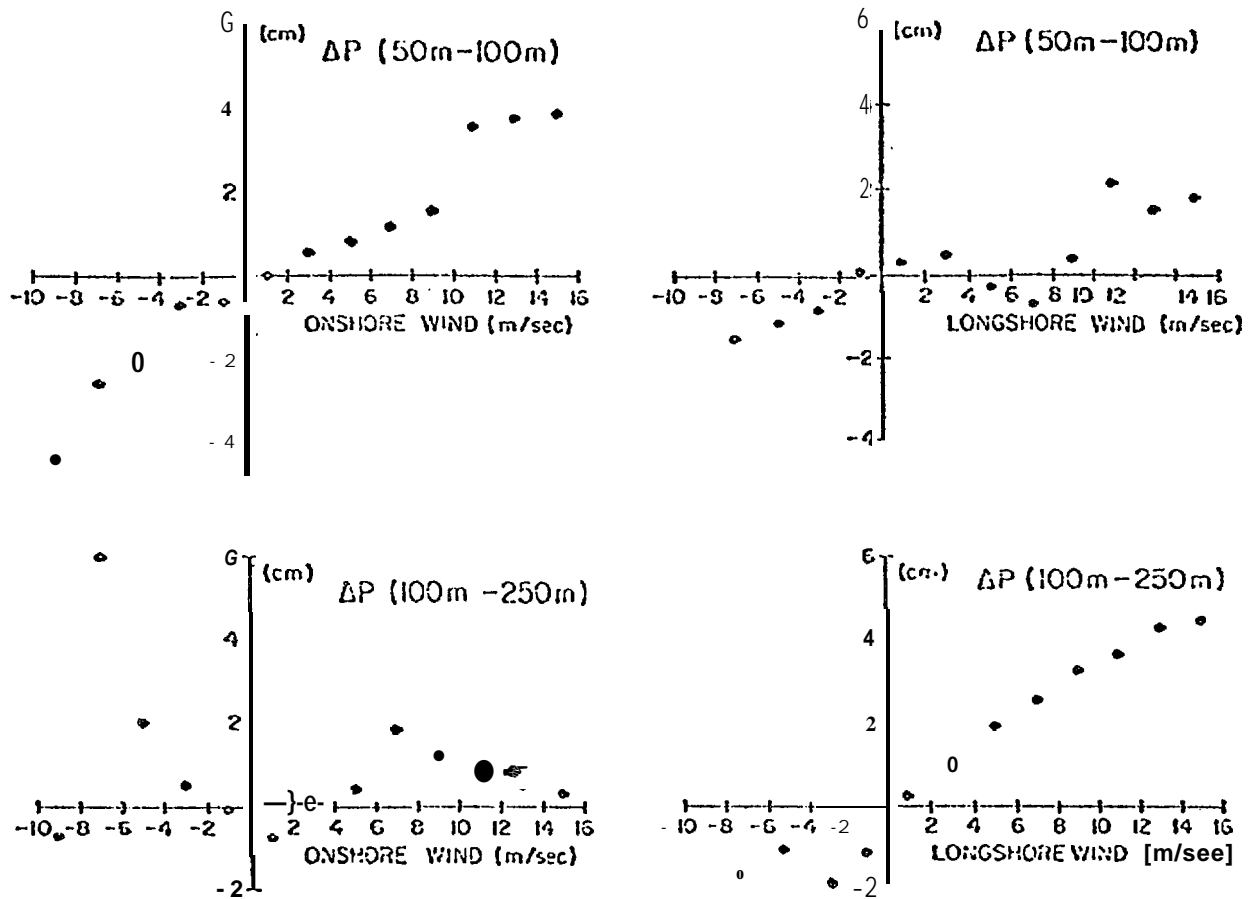 G
(cm)
ΔP (50m-100m)
4
2
-10 -8 -6 -4 -2
2 4 6 8 10 12 14 16
ONSHORE WIND (m/sec)
0
- 2
- 4
6
(cm)
ΔP (50m-100m)
4
2
-10 -8 -6 -4 -2
2 4 6 8 10 12 14 16
LONGSHORE WIND (m/sec)
-2
-4
G
(cm)
ΔP (100m -250m)
4
2
—}-e-
-10 -8 -6 -4 -2
2 4 6 8 10 12 14 16
ONSHORE WIND (m/sec)
-2
6
(cm)
ΔP (100m-250m)
4
2
0
- 10 -8 -6 -4 -2
2 4 6 8 10 12 14 16
LONGSHORE WIND [m/see]
0
-2